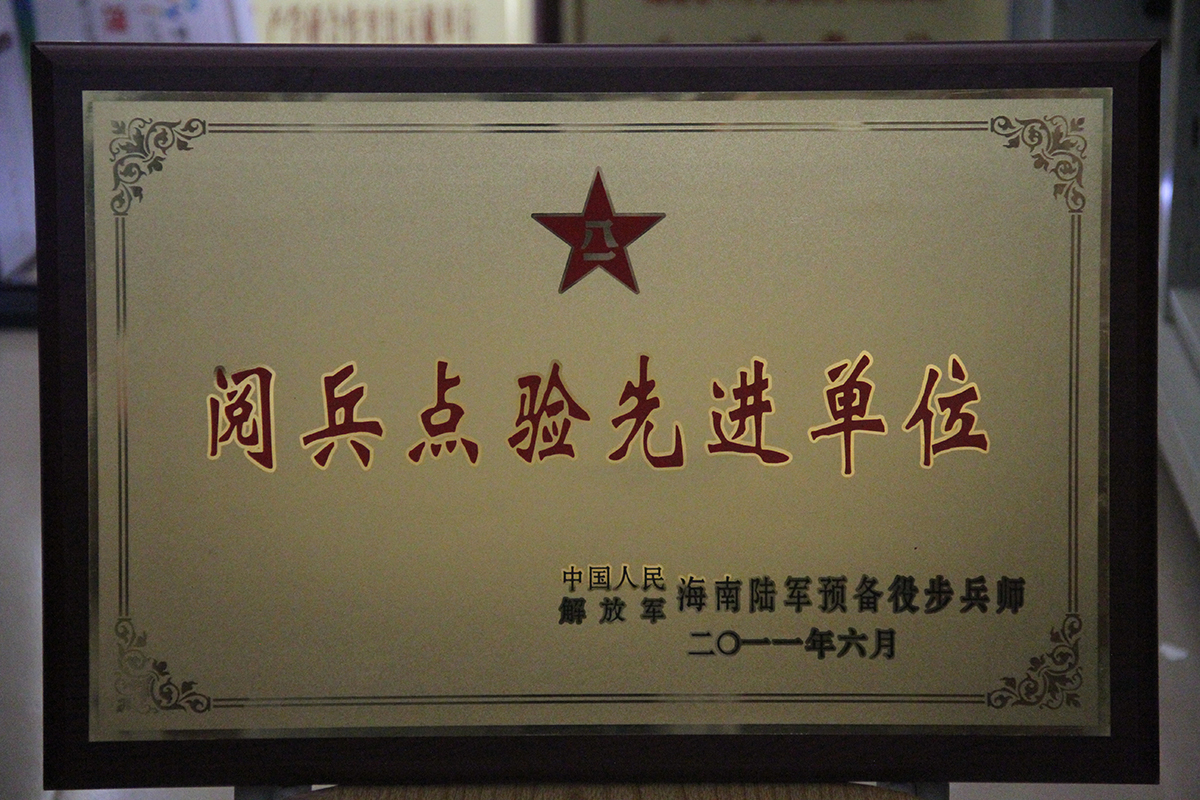 八一
阅兵点验先进单位
中国人民解放军 海南陆军预备役步兵师
二〇一一年六月